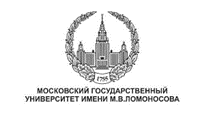 1755
МОСКОВСКИЙ ГОСУДАРСТВЕННЫЙ
УНИВЕРСИТЕТ ИМЕНИ М.В.ЛОМОНОСОВА